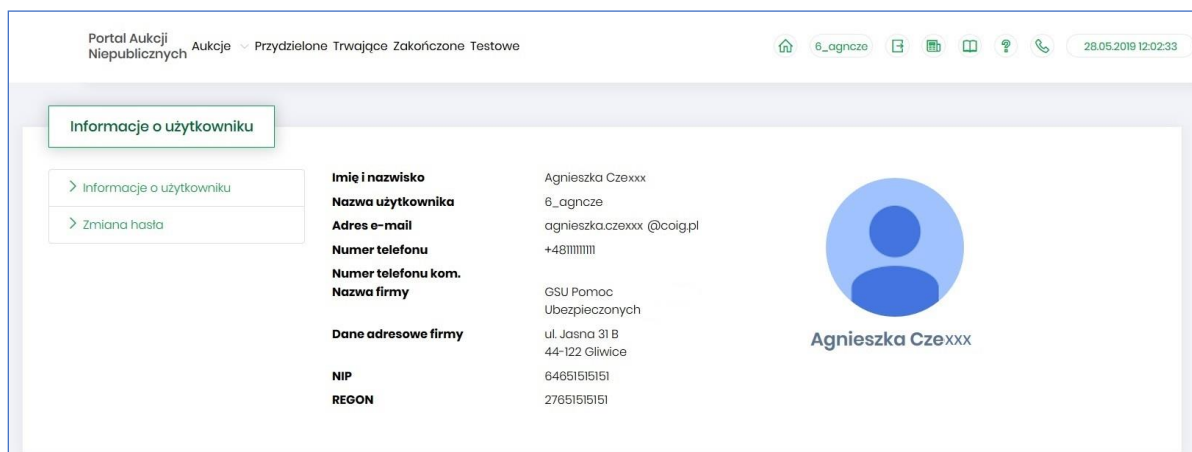 Portal Aukcji
Niepublicznych
Aukcje Przydzielone Trwające Zakończone Testowe
6_agncze
28.05.2019 12:02:33
Informacje o użytkowniku
Informacje o użytkowniku
Zmiana hasła
Imię i nazwisko Agnieszka Czexxx
Nazwa użytkownika 6_agncze
Adres e-mail agnieszka.czexxx @coig.pl
Numer telefonu +48111111111
Numer telefonu kom.
Nazwa firmy GSU Pomoc
Ubezpieczonych
Dane adresowe firmy ul. Jasna 31 B
44-122 Gliwice
NIP 64651515151
REGON 27651515151
Agnieszka Czexxx